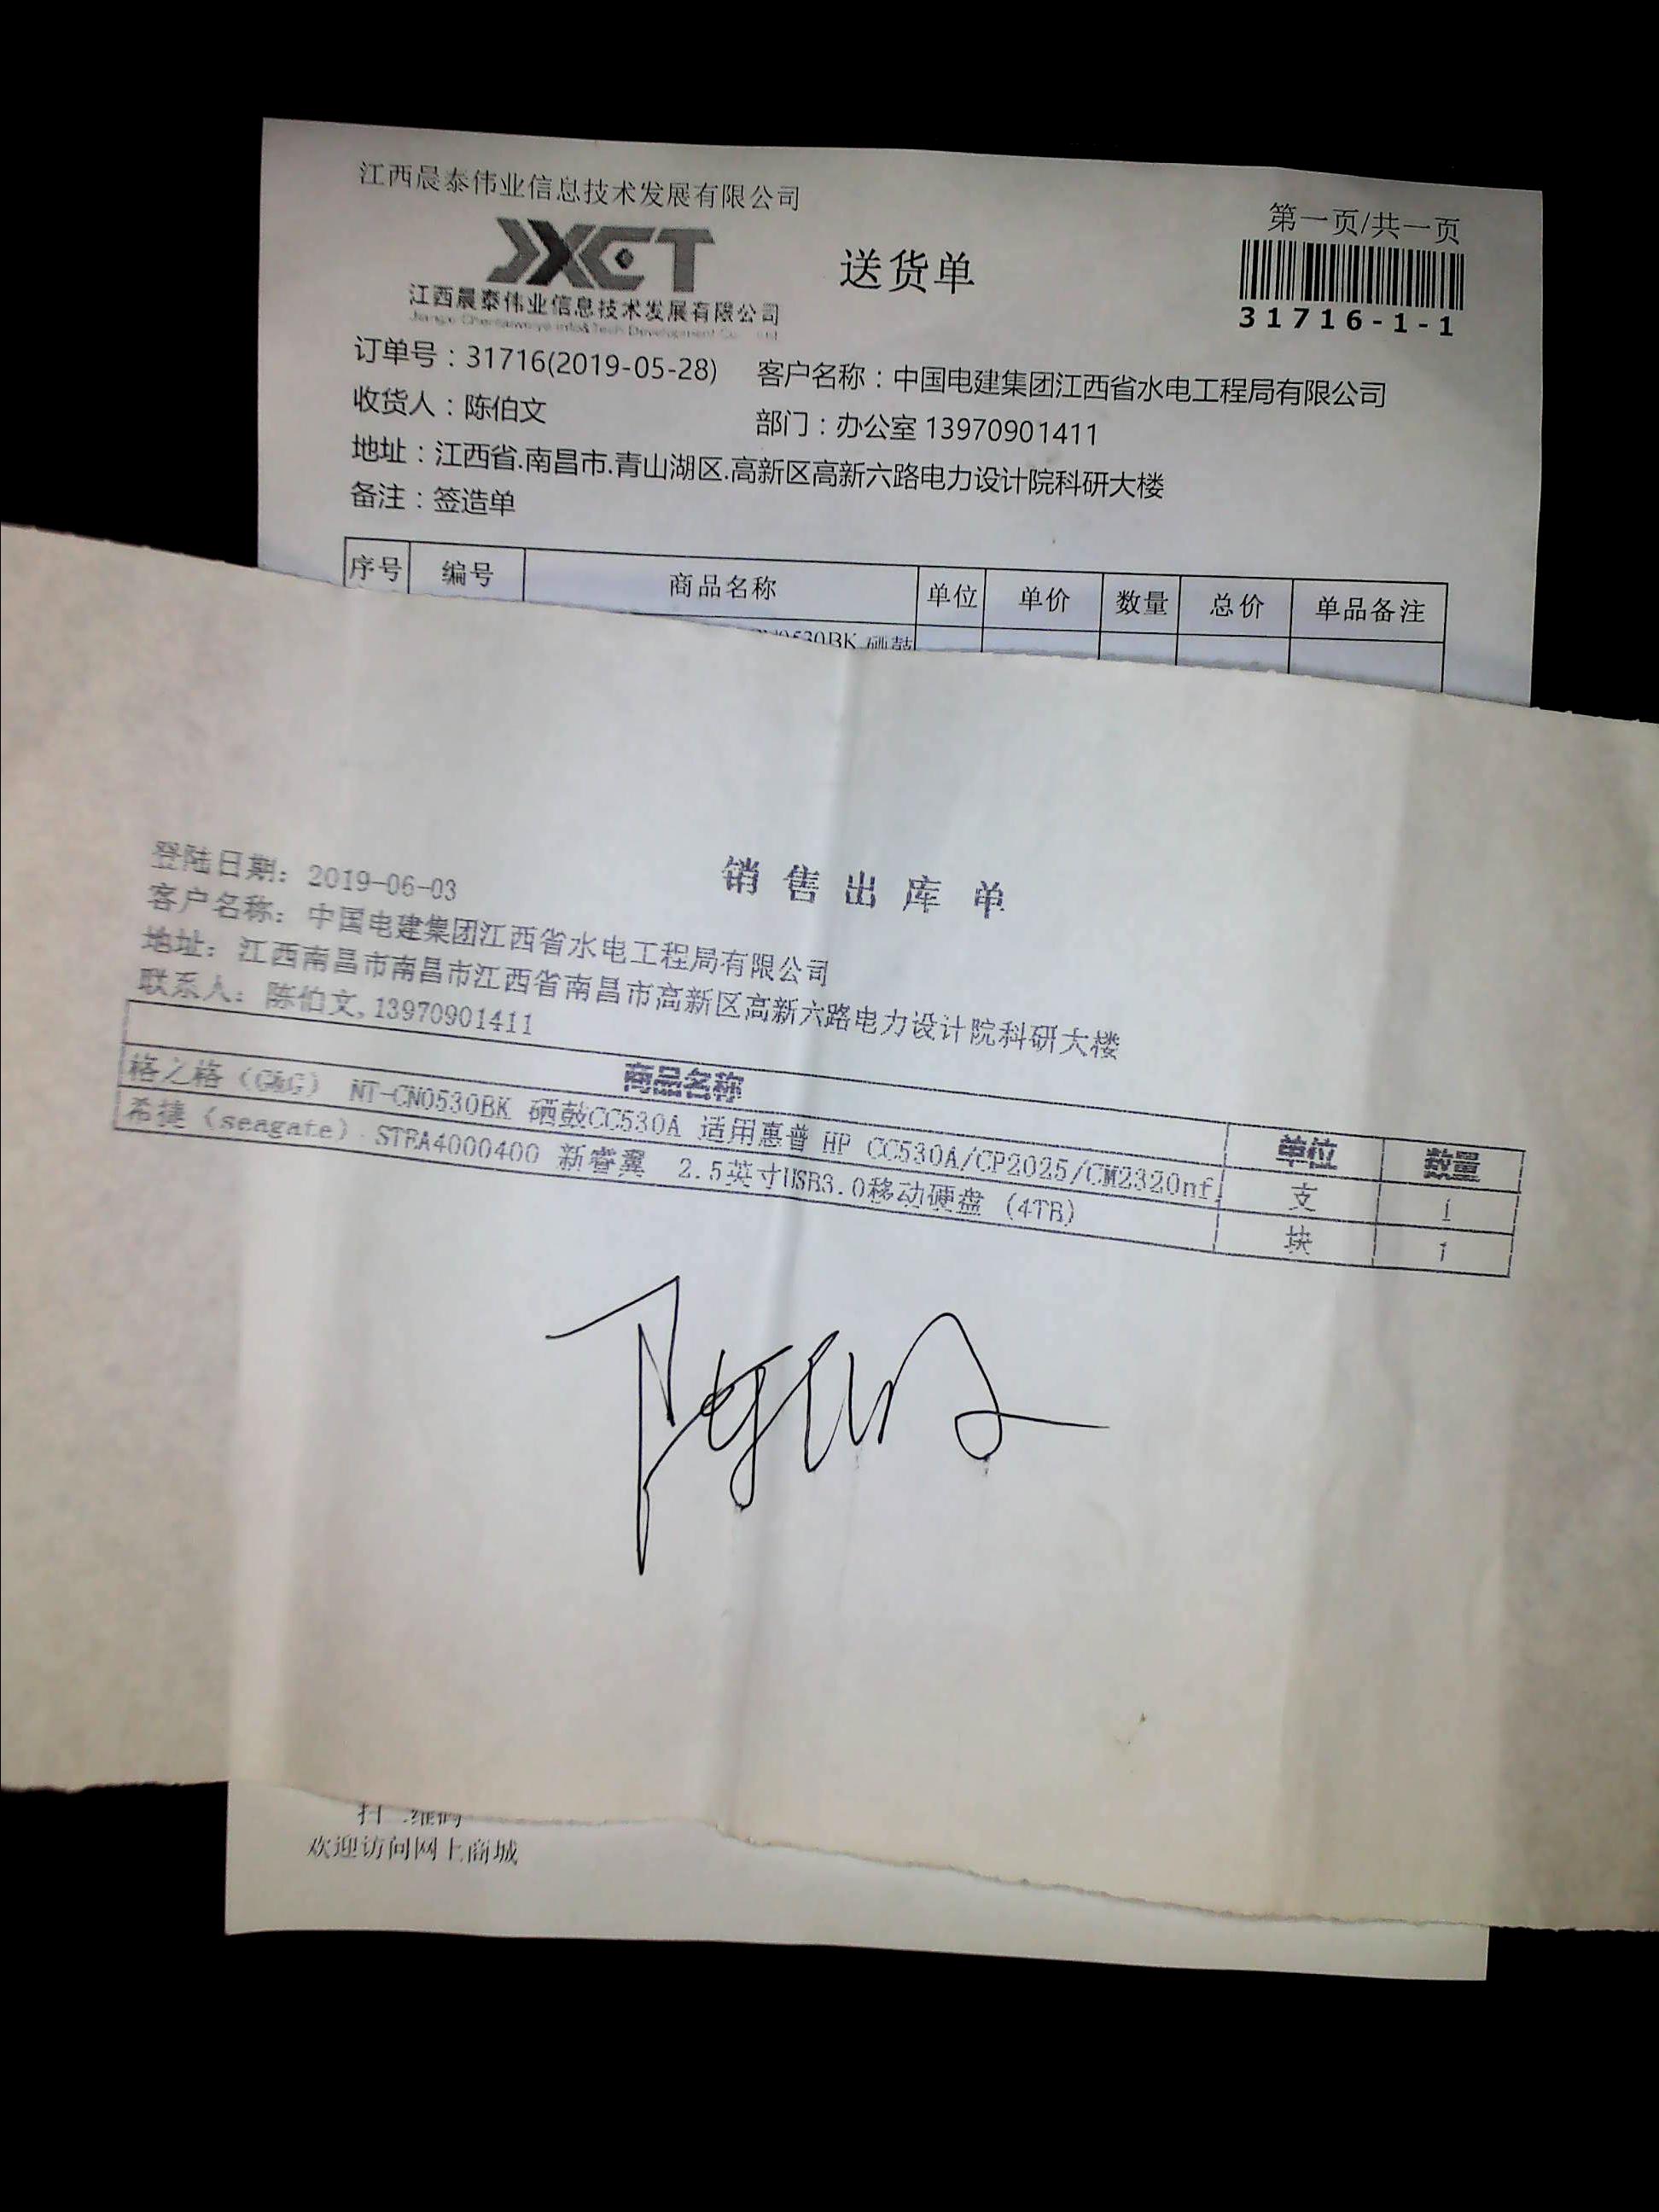 江西晨泰伟业信息技术发展有限公司
第一页/共一页
JXCT
送货单
江西晨泰伟业信息技术发展有限公司
31716-1-1
订单号：31716(2019-05-28) 客户名称：中国电建集团江西省水电工程局有限公司
收货人：陈伯文 部门：办公室 13970901411
地址：江西省.南昌市.青山湖区.高新区高新六路电力设计院科研大楼
备注：签造单
序号 编号 商品名称 单位 单价 数量 总价 单品备注
0530BK 硒鼓
销售出库单
登陆日期：2019-06-03
客户名称：中国电建集团江西省水电工程局有限公司
地址：江西南昌市南昌市江西省南昌市高新区高新六路电力设计院科研大楼
联系人：陈伯文,13970901411
商品名称 单位 数量
格之格（G&G） NT-CN0530BK 硒鼓CC530A 适用惠普 HP CC530A/CP2025/CM2320nf 支 1
希捷（seagate） STEA4000400 新睿翼 2.5英寸USB3.0移动硬盘 (4TB) 块 1
陈伯文
扫二维码
欢迎访问网上商城